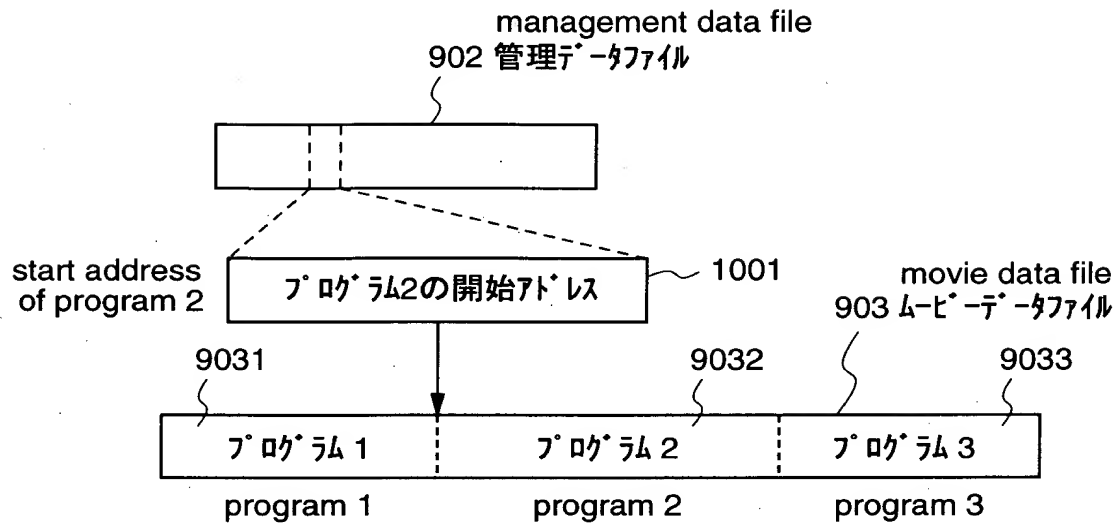 management data file
902 管理データファイル
start address
of program 2
プログラム2の開始アドレス
1001
movie data file
903 ムービーデータファイル
9031
9032
9033
プログラム 1
プログラム 2
プログラム 3
program 1
program 2
program 3